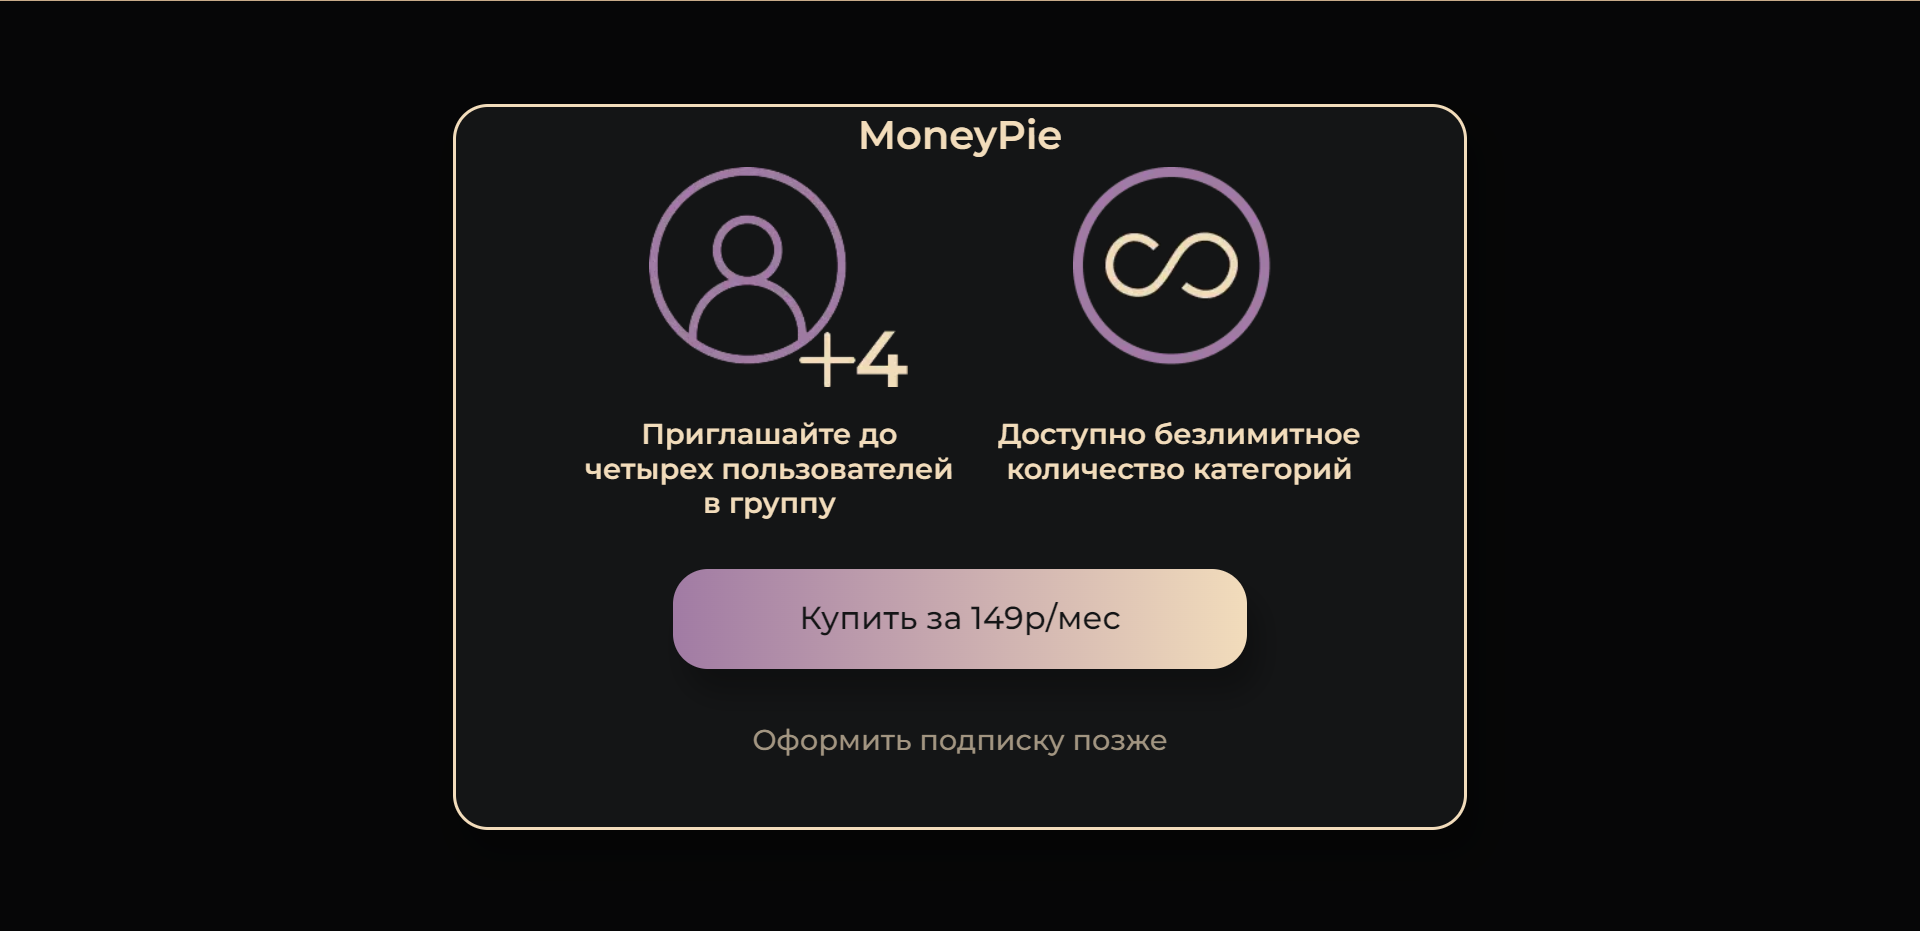 MoneyPie
+4
Приглашайте до
четырех пользователей
в группу
Доступно безлимитное
количество категорий
Купить за 149р/мес
Оформить подписку позже